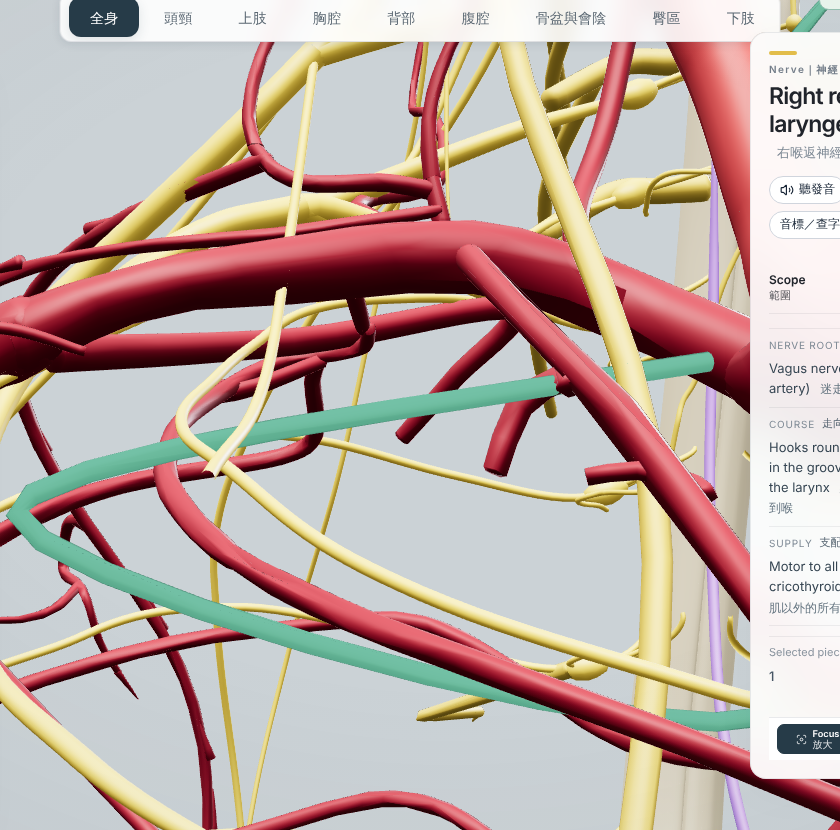 全身 頭頸 上肢 胸腔 背部 腹腔 骨盆與會陰 臀區 下肢
Nerve | 神經
Right re
larynge
右喉返神經
聽發音
音標／查字
Scope
範圍
NERVE ROOT
Vagus nerve
artery) 迷走
COURSE 走向
Hooks roun
in the groov
the larynx
到喉
SUPPLY 支配
Motor to all
cricothyroid
肌以外的所有
Selected piec
1
Focus
放大